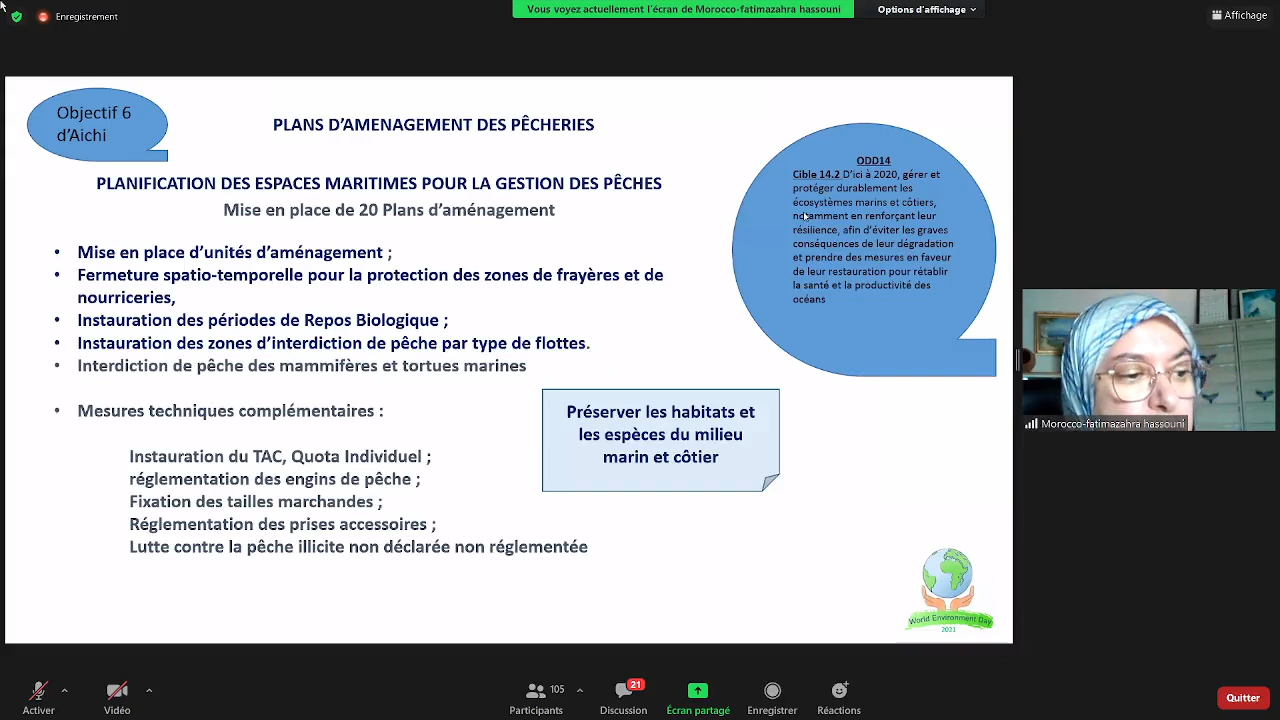 Enregistrement
Vous voyez actuellement l'écran de Morocco-fatimazahra hassouni
Options d'affichage
Affichage
Objectif 6
d'Aichi
PLANS D'AMENAGEMENT DES PÊCHERIES
PLANIFICATION DES ESPACES MARITIMES POUR LA GESTION DES PÊCHES
Mise en place de 20 Plans d'aménagement
• Mise en place d'unités d'aménagement ;
• Fermeture spatio-temporelle pour la protection des zones de frayères et de
nourriceries,
• Instauration des périodes de Repos Biologique ;
• Instauration des zones d'interdiction de pêche par type de flottes.
• Interdiction de pêche des mammifères et tortues marines
• Mesures techniques complémentaires :
Instauration du TAC, Quota Individuel ;
réglementation des engins de pêche ;
Fixation des tailles marchandes ;
Réglementation des prises accessoires ;
Lutte contre la pêche illicite non déclarée non réglementée
ODD14
Cible 14.2 D'ici à 2020, gérer et
protéger durablement les
écosystèmes marins et côtiers,
notamment en renforçant leur
résilience, afin d'éviter les graves
conséquences de leur dégradation
et prendre des mesures en faveur
de leur restauration pour rétablir
la santé et la productivité des
océans
Préserver les habitats et
les espèces du milieu
marin et côtier
World Environment Day
2021
Morocco-fatimazahra hassouni
Activer
Vidéo
105
Participants
21
Discussion
Écran partagé
Enregistrer
Réactions
Quitter